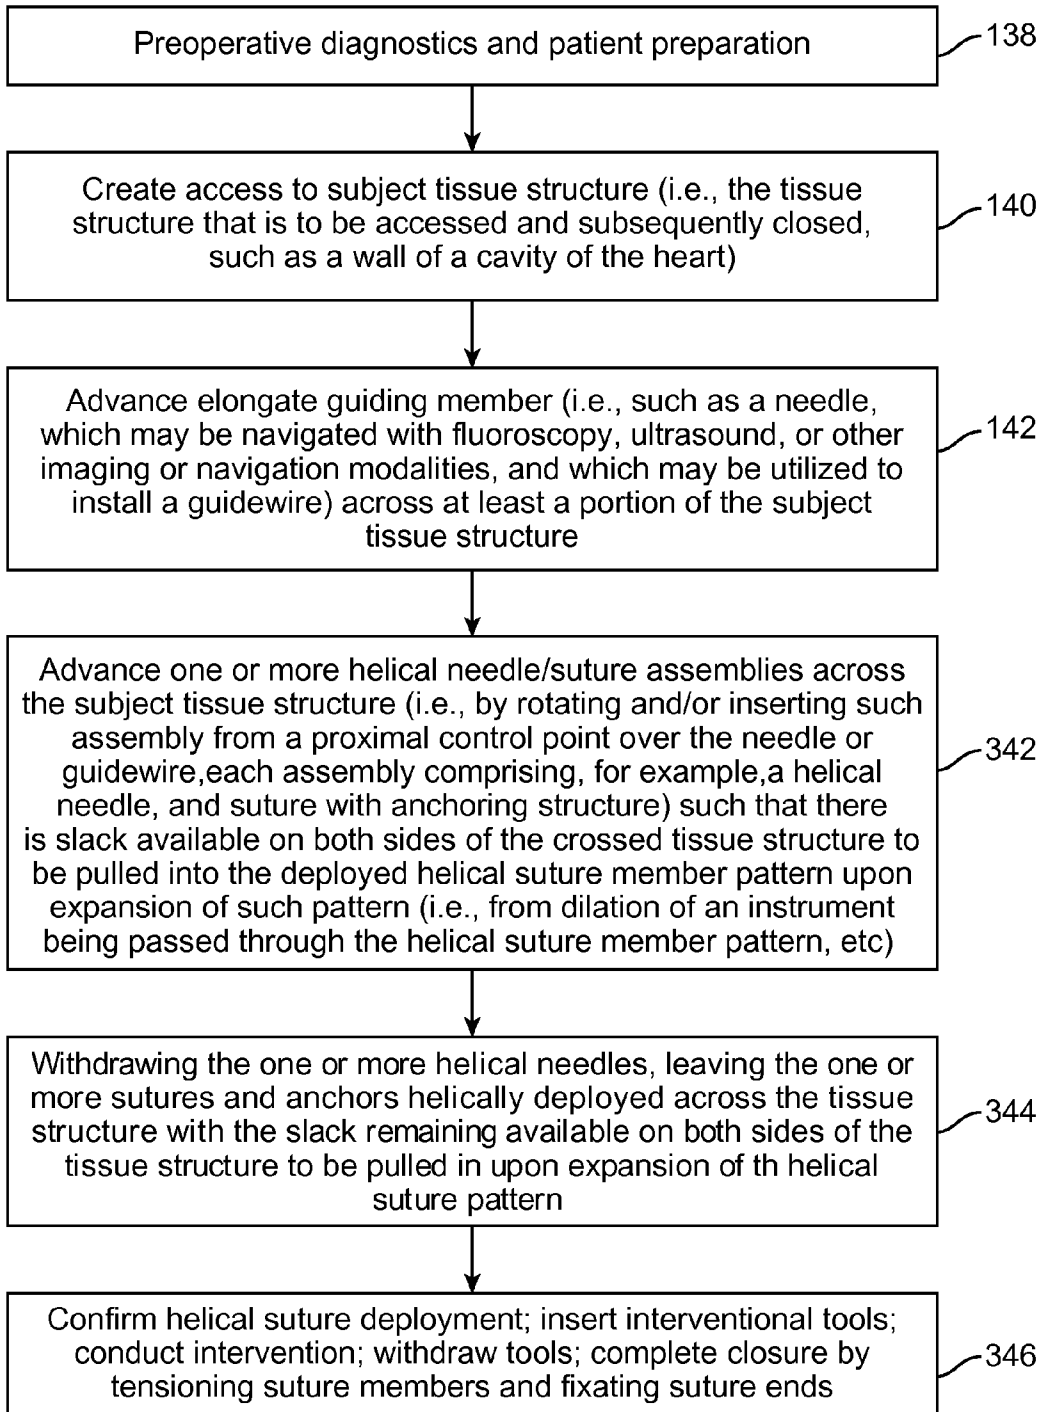 Preoperative diagnostics and patient preparation
138
Create access to subject tissue structure (i.e., the tissue
structure that is to be accessed and subsequently closed,
such as a wall of a cavity of the heart)
140
Advance elongate guiding member (i.e., such as a needle,
which may be navigated with fluoroscopy, ultrasound, or other
imaging or navigation modalities, and which may be utilized to
install a guidewire) across at least a portion of the subject
tissue structure
142
Advance one or more helical needle/suture assemblies across
the subject tissue structure (i.e., by rotating and/or inserting such
assembly from a proximal control point over the needle or
guidewire,each assembly comprising, for example,a helical
needle, and suture with anchoring structure) such that there
is slack available on both sides of the crossed tissue structure to
be pulled into the deployed helical suture member pattern upon
expansion of such pattern (i.e., from dilation of an instrument
being passed through the helical suture member pattern, etc)
342
Withdrawing the one or more helical needles, leaving the one or
more sutures and anchors helically deployed across the tissue
structure with the slack remaining available on both sides of the
tissue structure to be pulled in upon expansion of th helical
suture pattern
344
Confirm helical suture deployment; insert interventional tools;
conduct intervention; withdraw tools; complete closure by
tensioning suture members and fixating suture ends
346